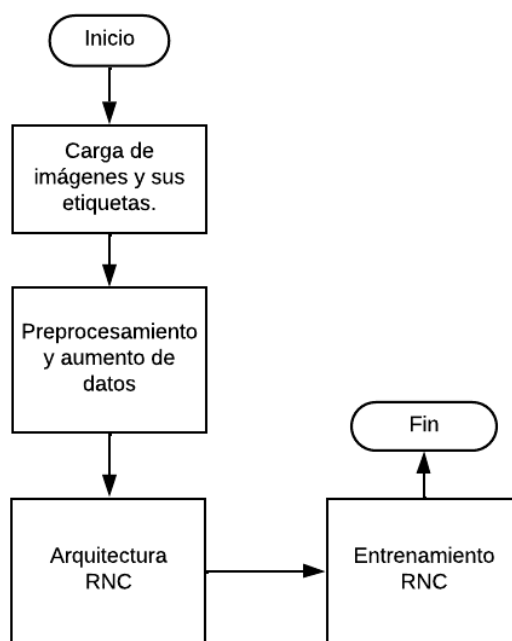 Inicio
Carga de
imágenes y sus
etiquetas.
Preprocesamiento
y aumento de
datos
Arquitectura
RNC
Entrenamiento
RNC
Fin